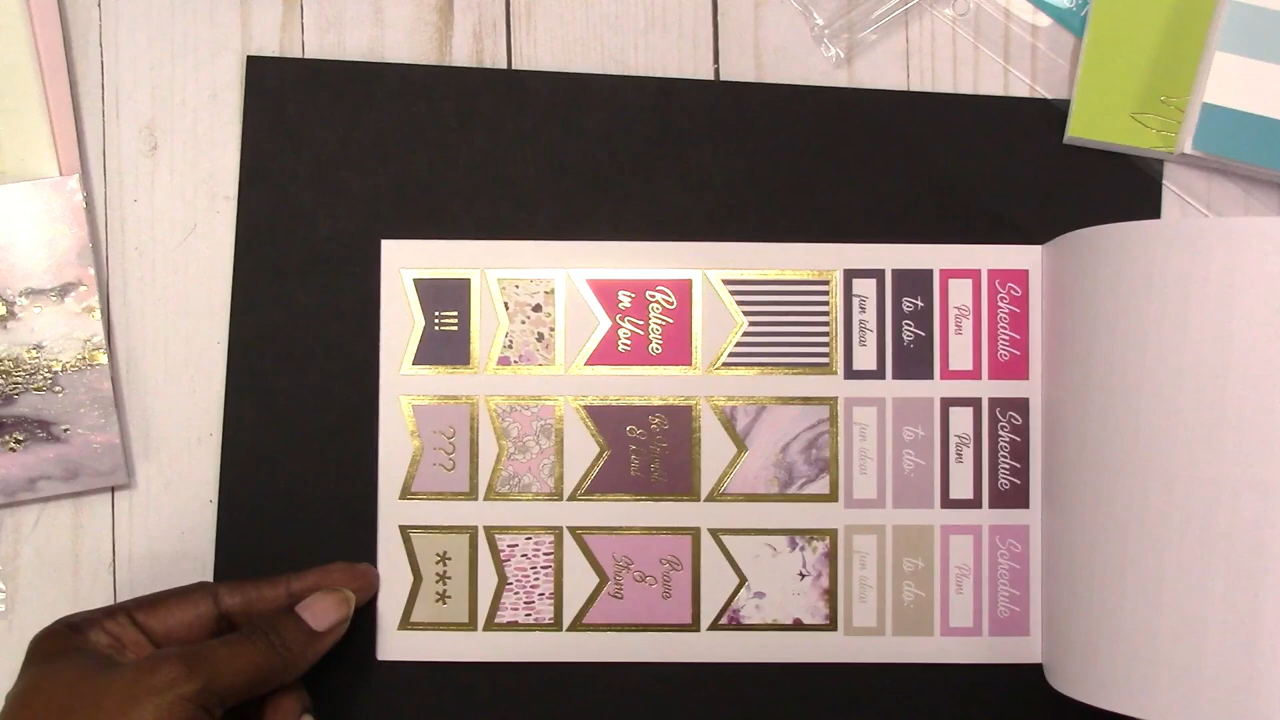 Schedule
Schedule
Schedule
Plans
Plans
Plans
to do:
to do:
to do:
fun ideas
fun ideas
fun ideas
Believe
in You
Be Humble
& Kind
Brave
&
Strong
!!!
???
***